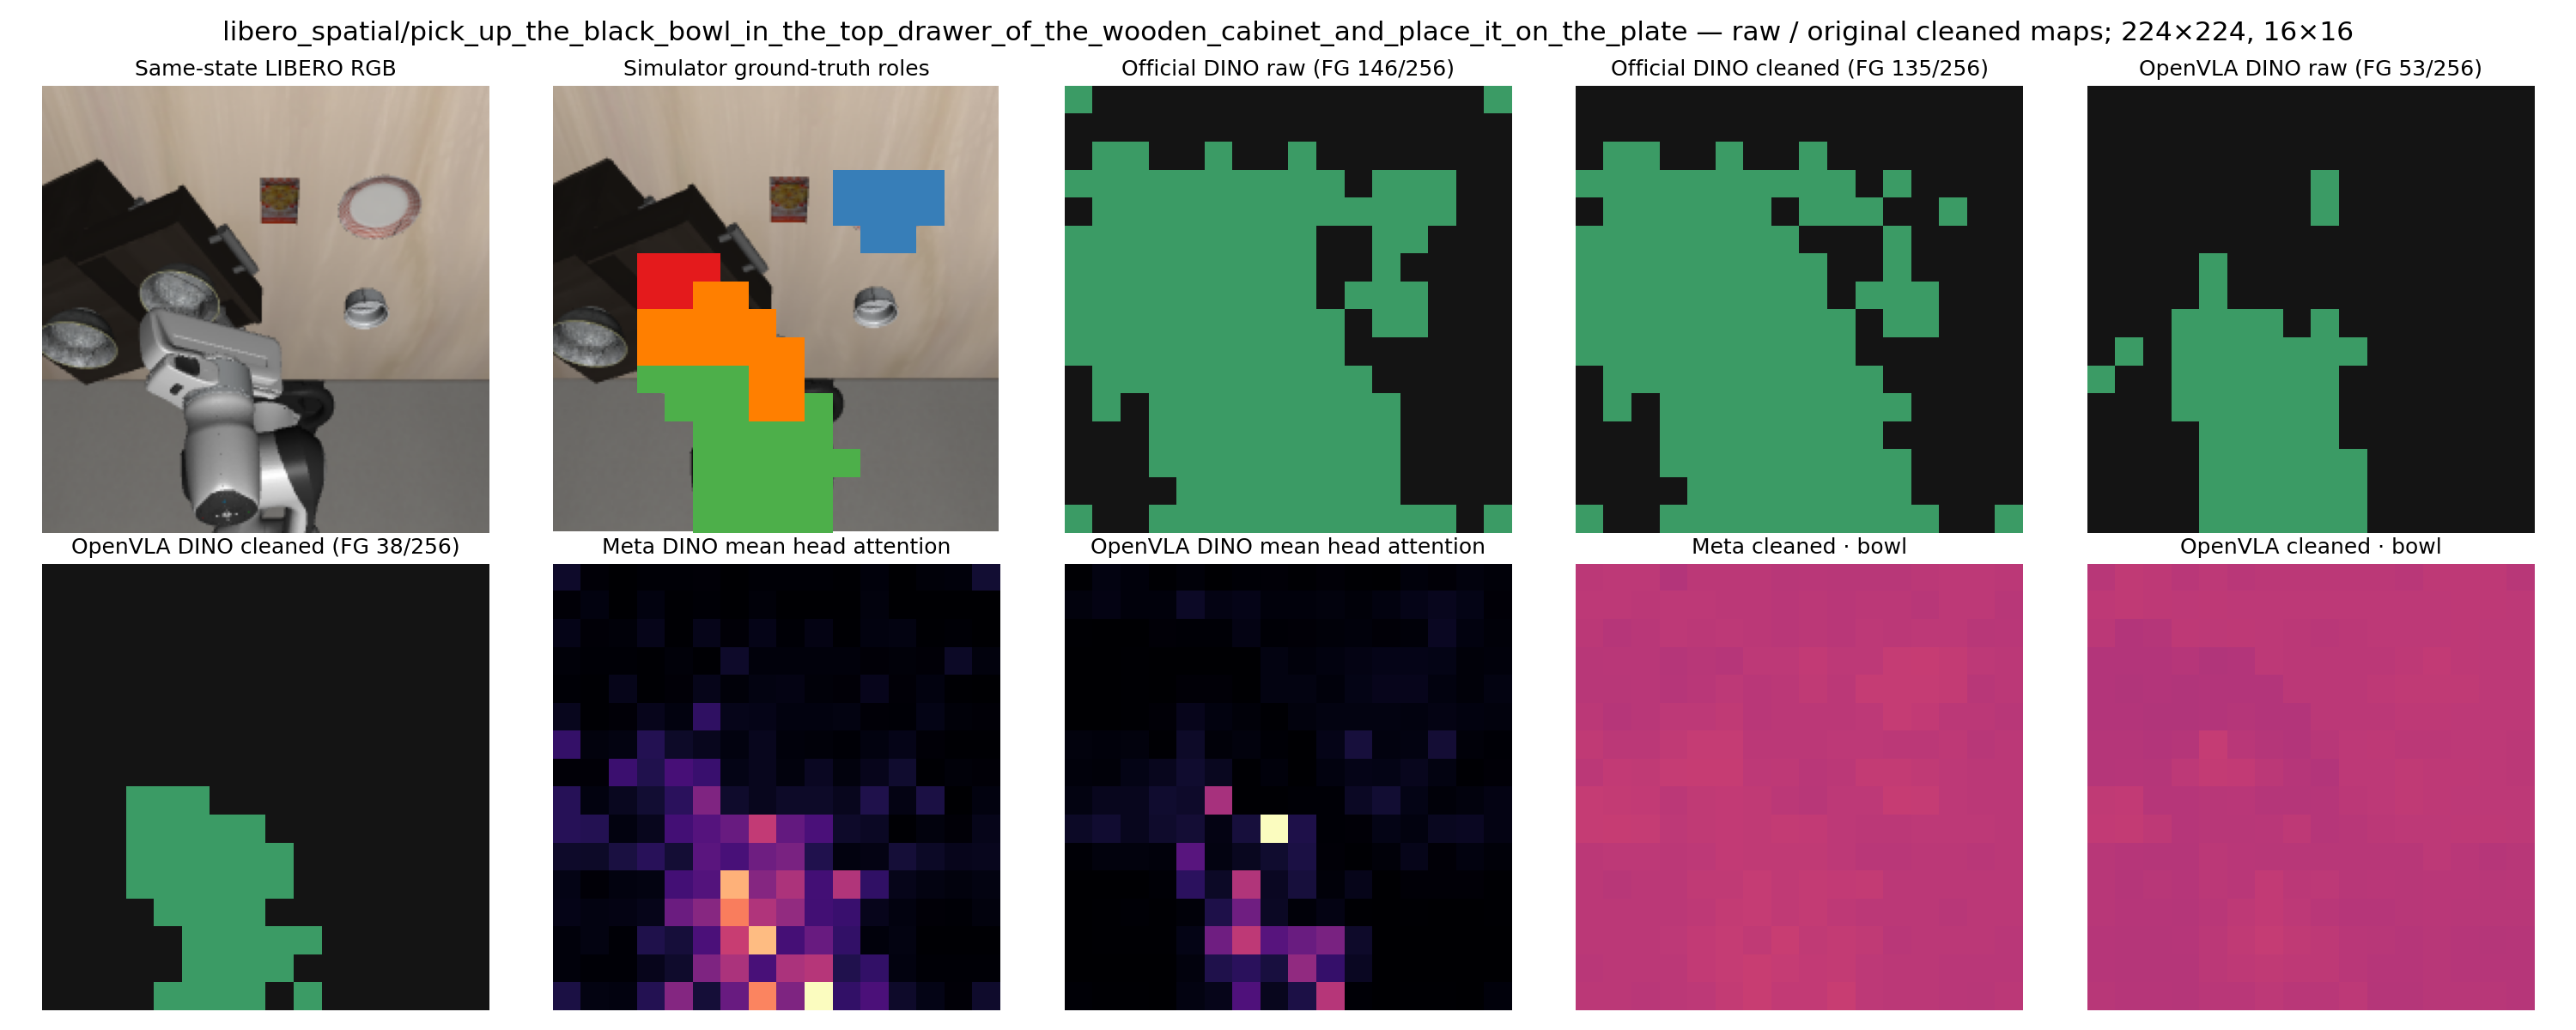 libero_spatial/pick_up_the_black_bowl_in_the_top_drawer_of_the_wooden_cabinet_and_place_it_on_the_plate — raw / original cleaned maps; 224×224, 16×16
Same-state LIBERO RGB
Simulator ground-truth roles
Official DINO raw (FG 146/256)
Official DINO cleaned (FG 135/256)
OpenVLA DINO raw (FG 53/256)
OpenVLA DINO cleaned (FG 38/256)
Meta DINO mean head attention
OpenVLA DINO mean head attention
Meta cleaned · bowl
OpenVLA cleaned · bowl